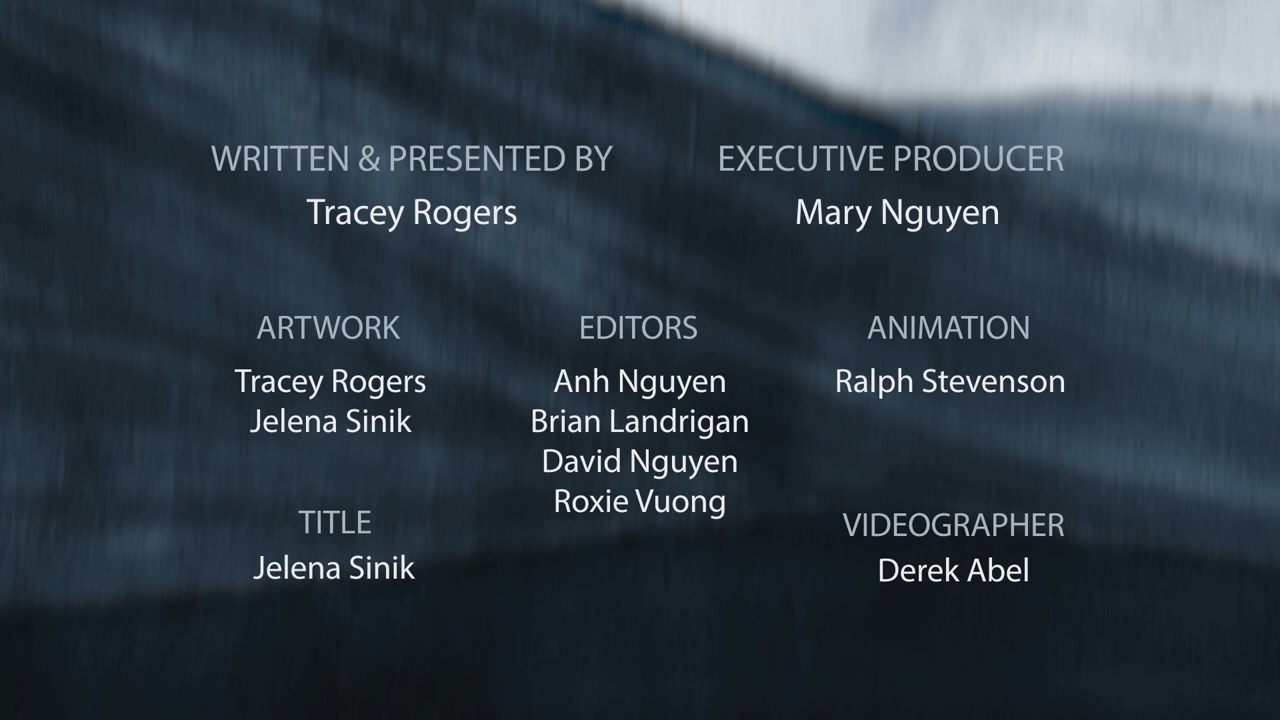 WRITTEN & PRESENTED BY
Tracey Rogers
EXECUTIVE PRODUCER
Mary Nguyen
ARTWORK
Tracey Rogers
Jelena Sinik
EDITORS
Anh Nguyen
Brian Landrigan
David Nguyen
Roxie Vuong
ANIMATION
Ralph Stevenson
TITLE
Jelena Sinik
VIDEOGRAPHER
Derek Abel